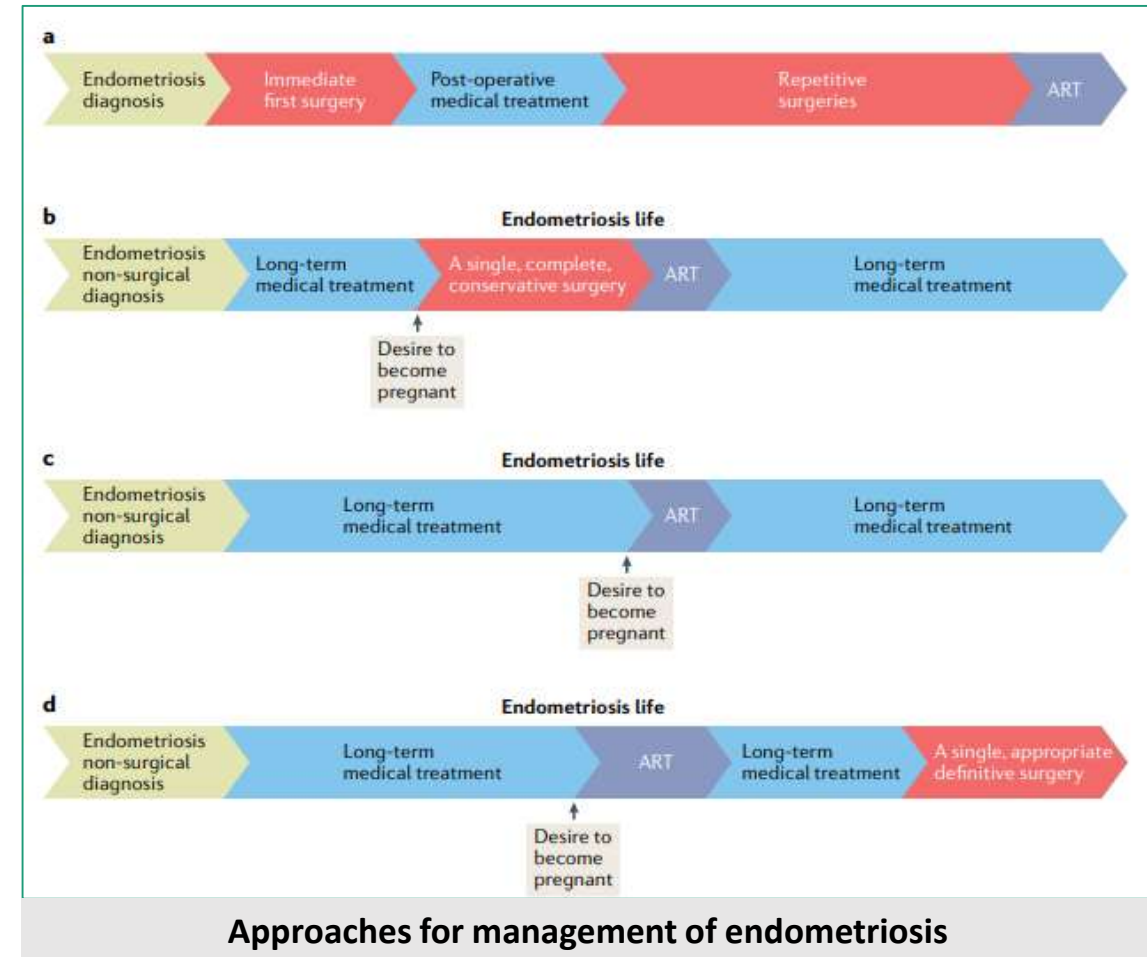 a
Endometriosis
diagnosis
Immediate
first surgery
Post-operative
medical treatment
Repetitive
surgeries
ART
b
Endometriosis life
Endometriosis
non-surgical
diagnosis
Long-term
medical treatment
A single, complete,
conservative surgery
ART
Long-term
medical treatment
Desire to
become
pregnant
c
Endometriosis life
Endometriosis
non-surgical
diagnosis
Long-term
medical treatment
ART
Long-term
medical treatment
Desire to
become
pregnant
d
Endometriosis life
Endometriosis
non-surgical
diagnosis
Long-term
medical treatment
ART
Long-term
medical treatment
A single, appropriate
definitive surgery
Desire to
become
pregnant
Approaches for management of endometriosis